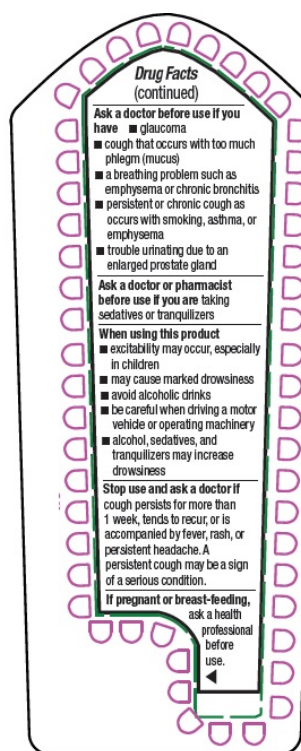 Drug Facts
(continued)
Ask a doctor before use if you
have ■ glaucoma
■ cough that occurs with too much
phlegm (mucus)
■ a breathing problem such as
emphysema or chronic bronchitis
■ persistent or chronic cough as
occurs with smoking, asthma, or
emphysema
■ trouble urinating due to an
enlarged prostate gland
Ask a doctor or pharmacist
before use if you are taking
sedatives or tranquilizers
When using this product
■ excitability may occur, especially
in children
■ may cause marked drowsiness
■ avoid alcoholic drinks
■ be careful when driving a motor
vehicle or operating machinery
■ alcohol, sedatives, and
tranquilizers may increase
drowsiness
Stop use and ask a doctor if
cough persists for more than
1 week, tends to recur, or is
accompanied by fever, rash, or
persistent headache. A
persistent cough may be a sign
of a serious condition.
If pregnant or breast-feeding,
ask a health
professional
before
use.